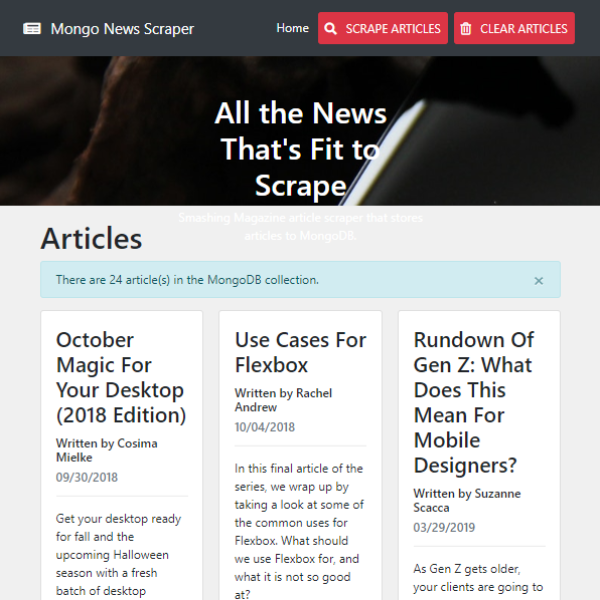 Mongo News Scraper
Home
SCRAPE ARTICLES
CLEAR ARTICLES
All the News
That's Fit to
Scrape
Smashing Magazine article scraper that stores
articles to MongoDB.
Articles
There are 24 article(s) in the MongoDB collection.
×
October
Magic For
Your Desktop
(2018 Edition)
Written by Cosima
Mielke
09/30/2018
Get your desktop ready
for fall and the
upcoming Halloween
season with a fresh
batch of desktop
Use Cases For
Flexbox
Written by Rachel
Andrew
10/04/2018
In this final article of the
series, we wrap up by
taking a look at some of
the common uses for
Flexbox. What should
we use Flexbox for, and
what it is not so good
at?
Rundown Of
Gen Z: What
Does This
Mean For
Mobile
Designers?
Written by Suzanne
Scacca
03/29/2019
As Gen Z gets older,
your clients are going to